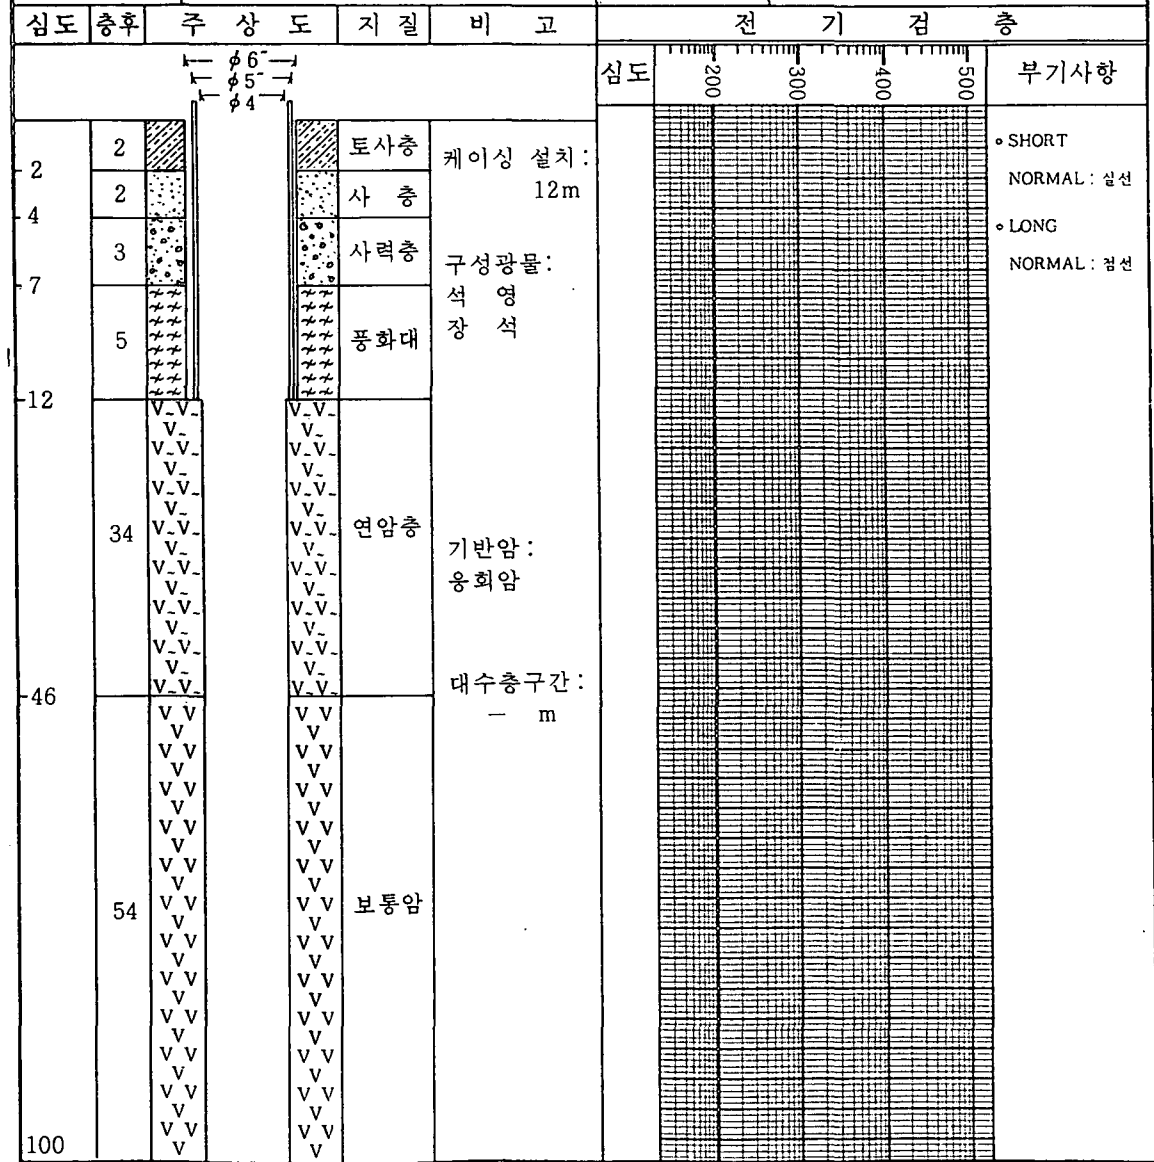 심도 층후 주 상 도 지 질 비 고 전 기 검 층
φ6"
φ5"
φ4
심도 200 300 400 500 부기사항
2 토사층
2
2 사 층
4
3 사력층
7
5 풍화대
12
34 연암층
46
54 보통암
100
케이싱 설치:
12m
구성광물:
석 영
장 석
기반암:
응회암
대수층구간:
— m
∘ SHORT
NORMAL: 실선
∘ LONG
NORMAL: 점선